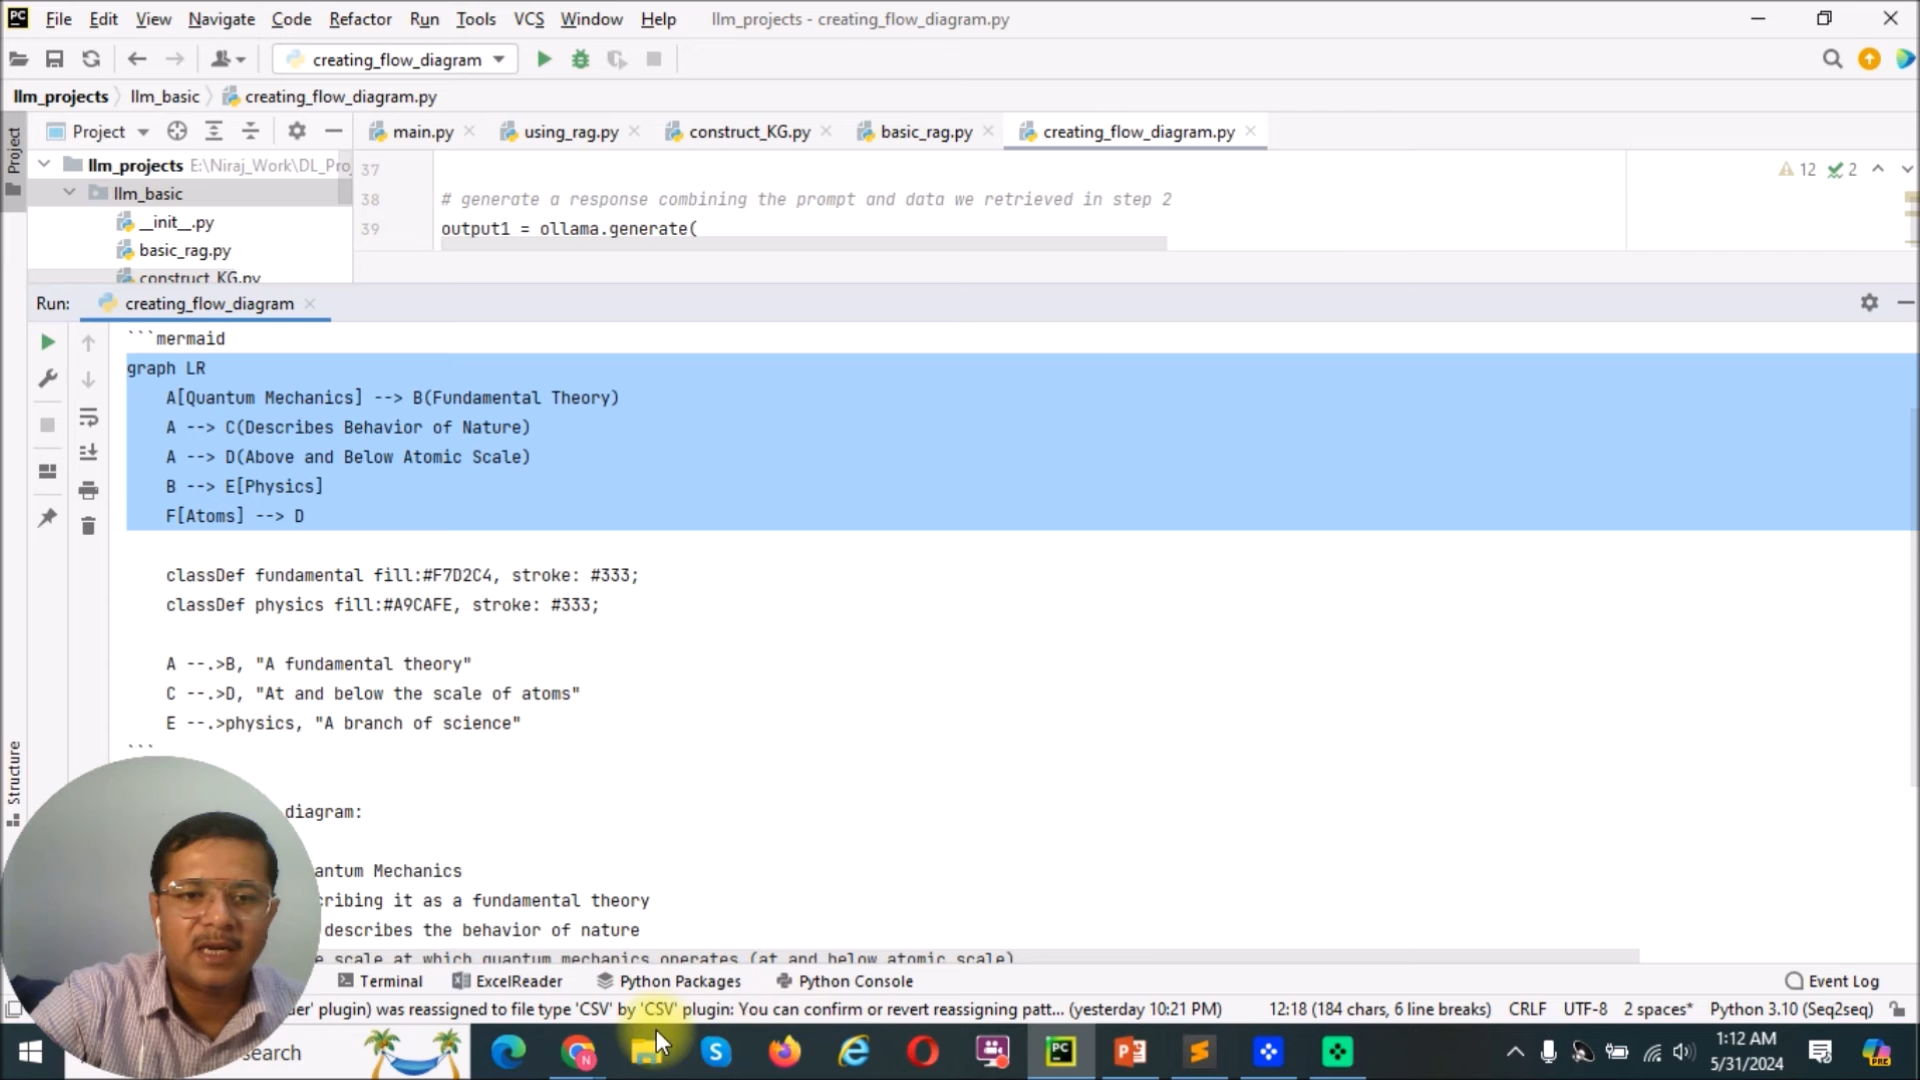 PC File Edit View Navigate Code Refactor Run Tools VCS Window Help llm_projects - creating_flow_diagram.py
creating_flow_diagram
llm_projects llm_basic creating_flow_diagram.py
Project
Project
main.py using_rag.py construct_KG.py basic_rag.py creating_flow_diagram.py
llm_projects E:\Niraj_Work\DL_Pro
llm_basic
__init__.py
basic_rag.py
construct_KG.py
37
38 # generate a response combining the prompt and data we retrieved in step 2
39 output1 = ollama.generate(
12 2
Run: creating_flow_diagram
```mermaid
graph LR
A[Quantum Mechanics] --> B(Fundamental Theory)
A --> C(Describes Behavior of Nature)
A --> D(Above and Below Atomic Scale)
B --> E[Physics]
F[Atoms] --> D
classDef fundamental fill:#F7D2C4, stroke: #333;
classDef physics fill:#A9CAFE, stroke: #333;
A --.>B, "A fundamental theory"
C --.>D, "At and below the scale of atoms"
E --.>physics, "A branch of science"
```
Structure
diagram:
antum Mechanics
cribing it as a fundamental theory
describes the behavior of nature
e scale at which quantum mechanics operates (at and below atomic scale)
Terminal ExcelReader Python Packages Python Console Event Log
der' plugin) was reassigned to file type 'CSV' by 'CSV' plugin: You can confirm or revert reassigning patt... (yesterday 10:21 PM) 12:18 (184 chars, 6 line breaks) CRLF UTF-8 2 spaces* Python 3.10 (Seq2seq)
search
1:12 AM
5/31/2024